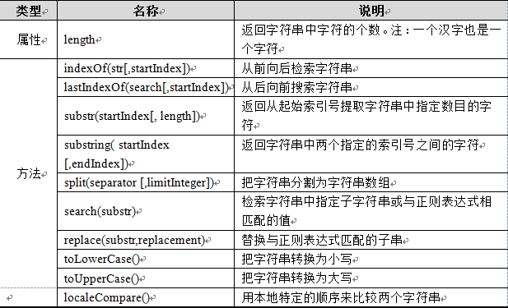 类型 名称 说明
属性 length 返回字符串中字符的个数。注：一个汉字也是一
个字符
方法
indexOf(str[,startIndex]) 从前向后检索字符串
lastIndexOf(search[,startIndex]) 从后向前搜索字符串
substr(startIndex[, length]) 返回从起始索引号提取字符串中指定数目的字
符
substring( startIndex 返回字符串中两个指定的索引号之间的字符
[,endIndex])
split(separator [,limitInteger]) 把字符串分割为字符串数组
search(substr) 检索字符串中指定子字符串或与正则表达式相
匹配的值
replace(substr,replacement) 替换与正则表达式匹配的子串
toLowerCase() 把字符串转换为小写
toUpperCase() 把字符串转换为大写
localeCompare() 用本地特定的顺序来比较两个字符串